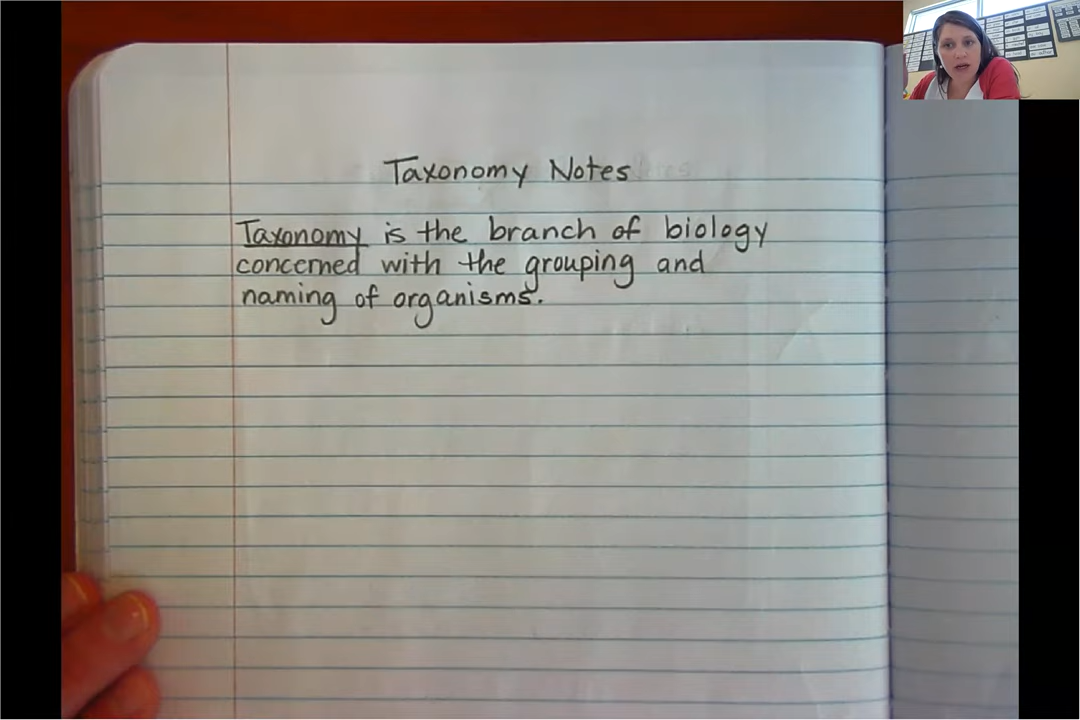 Taxonomy Notes
Taxonomy is the branch of biology
concerned with the grouping and
naming of organisms.